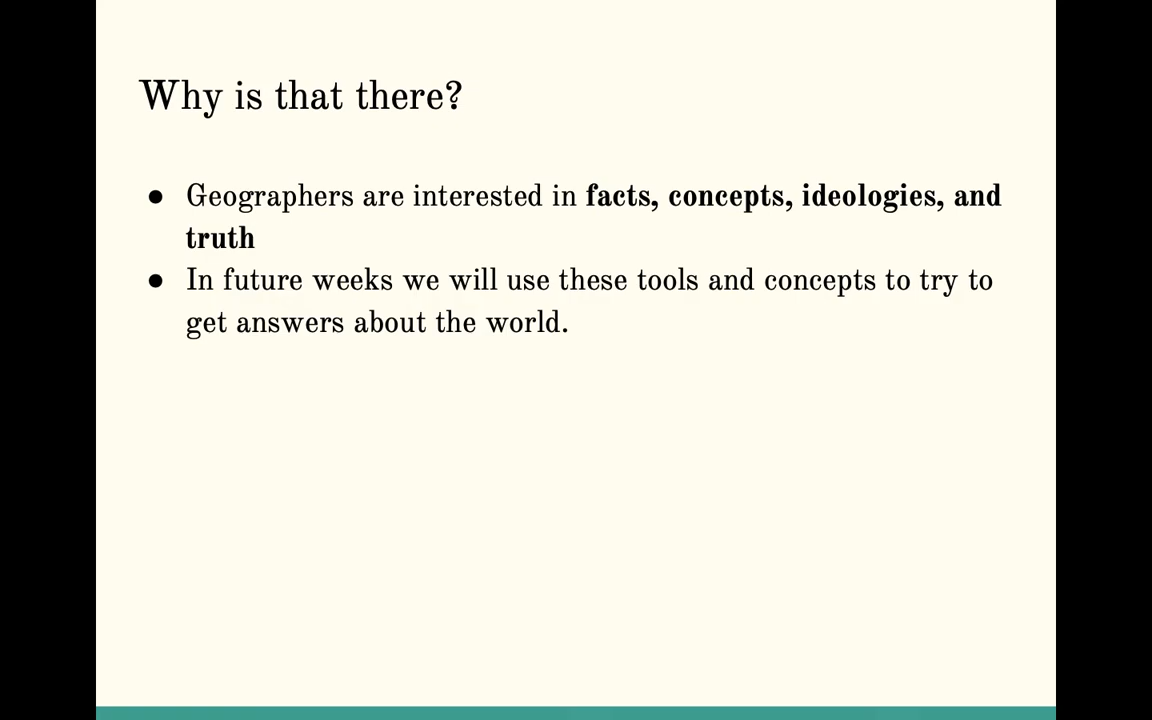 Why is that there?
● Geographers are interested in facts, concepts, ideologies, and
truth
● In future weeks we will use these tools and concepts to try to
get answers about the world.